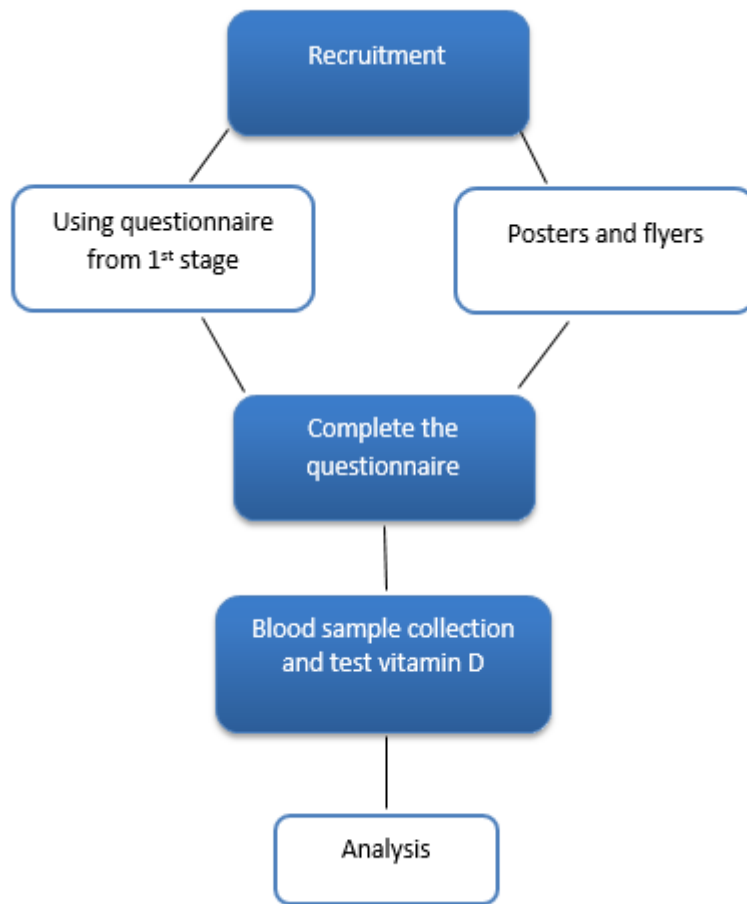 Recruitment
Using questionnaire
from 1st stage
Posters and flyers
Complete the
questionnaire
Blood sample collection
and test vitamin D
Analysis